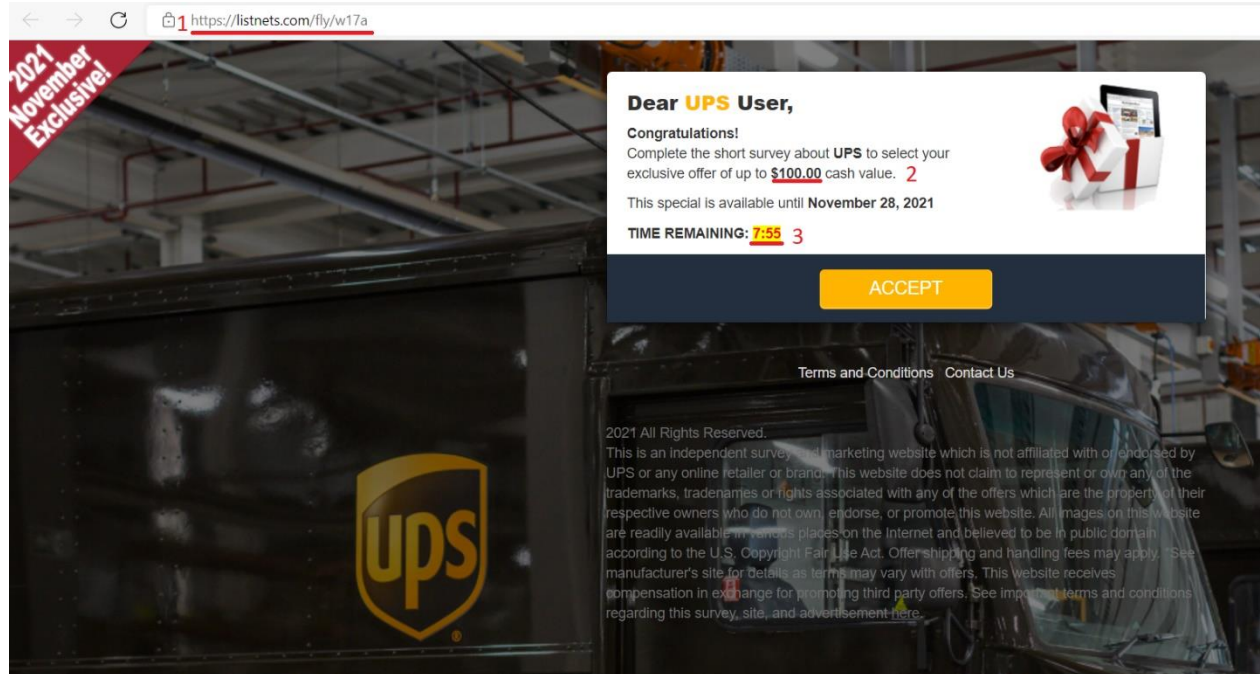 1 https://listnets.com/fly/w17a
2021
November
Exclusive!
Dear UPS User,
Congratulations!
Complete the short survey about UPS to select your
exclusive offer of up to $100.00 cash value. 2
This special is available until November 28, 2021
TIME REMAINING: 7:55 3
ACCEPT
Terms and Conditions Contact Us
2021 All Rights Reserved.
This is an independent survey and marketing website which is not affiliated with or endorsed by
UPS or any online retailer or brand. This website does not claim to represent or own any of the
trademarks, tradenames or rights associated with any of the offers which are the property of their
respective owners who do not own, endorse, or promote this website. All images on this website
are readily available in various places on the Internet and believed to be in public domain
according to the U.S. Copyright Fair Use Act. Offer shipping and handling fees may apply. *See
manufacturer's site for details as terms may vary with offers. This website receives
compensation in exchange for promoting third party offers. See important terms and conditions
regarding this survey, site, and advertisement here.
ups